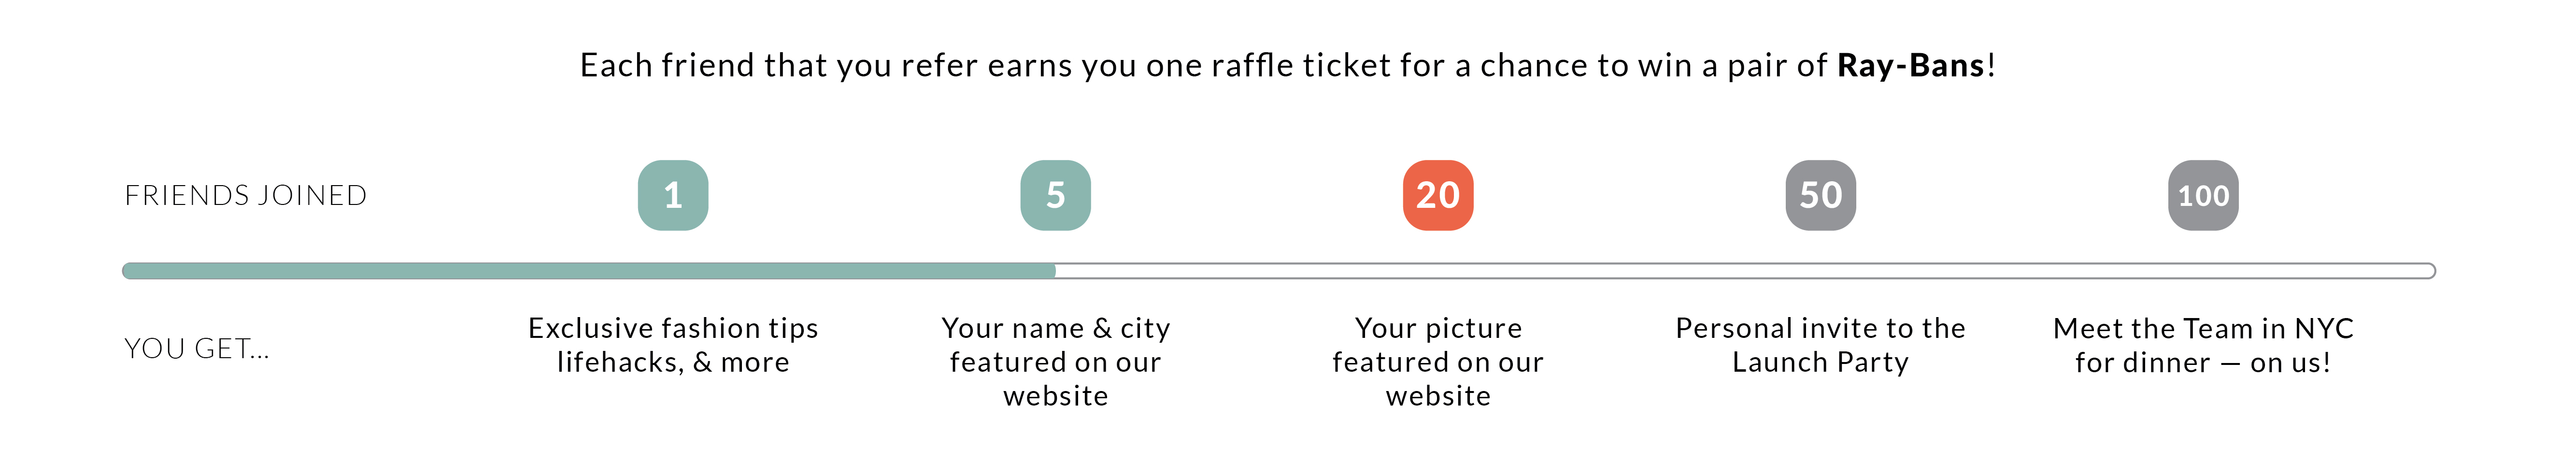 Each friend that you refer earns you one raffle ticket for a chance to win a pair of Ray-Bans!
FRIENDS JOINED
1
5
20
50
100
YOU GET...
Exclusive fashion tips
lifehacks, & more
Your name & city
featured on our
website
Your picture
featured on our
website
Personal invite to the
Launch Party
Meet the Team in NYC
for dinner — on us!